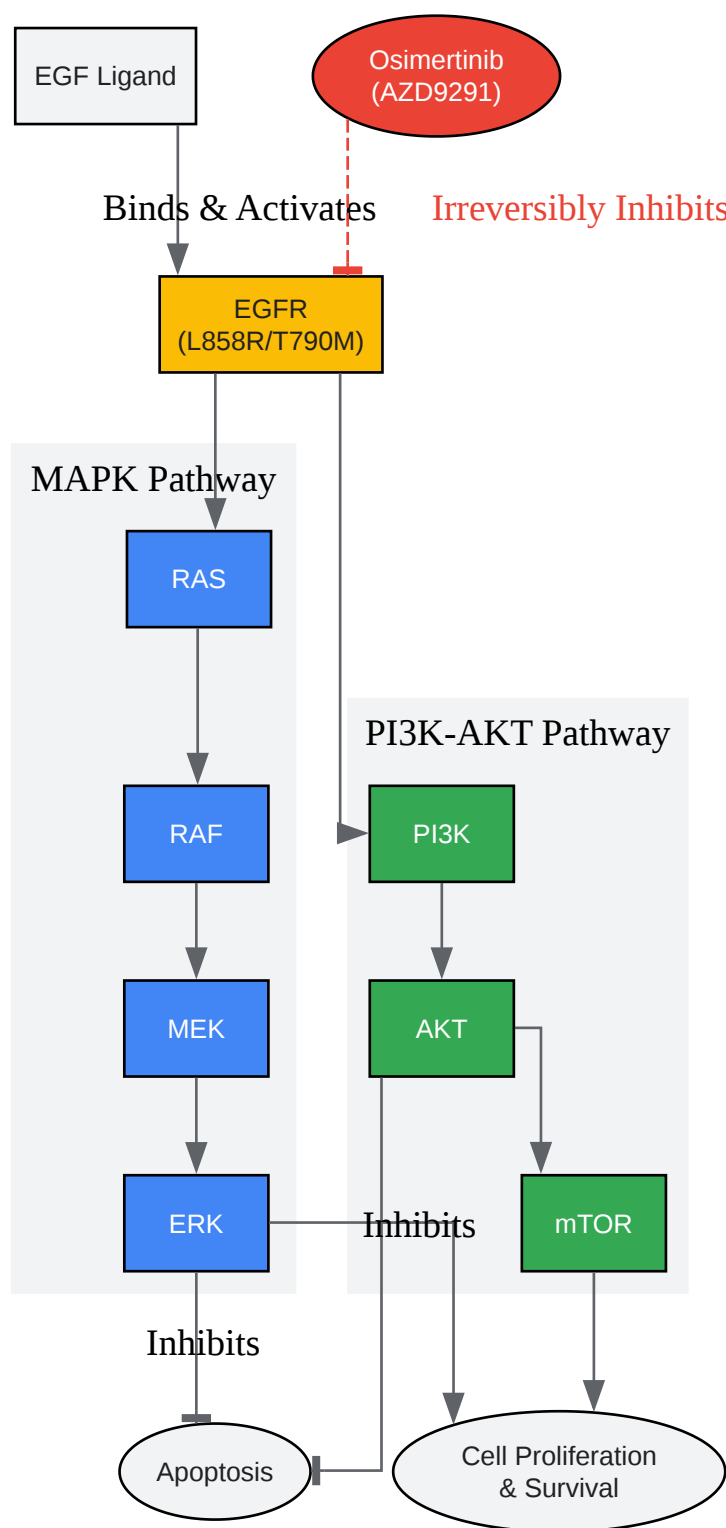 EGF Ligand
Osimertinib
(AZD9291)
Binds & Activates
Irreversibly Inhibits
EGFR
(L858R/T790M)
MAPK Pathway
RAS
PI3K-AKT Pathway
RAF
PI3K
MEK
AKT
ERK
Inhibits
mTOR
Inhibits
Apoptosis
Cell Proliferation
& Survival